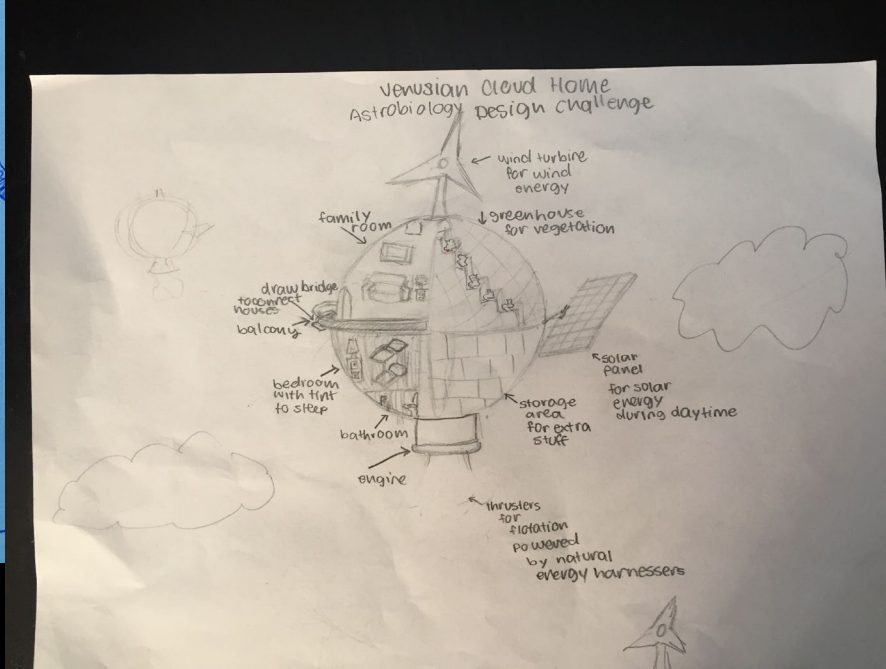 Venusian Cloud Home
Astrobiology Design Challenge
wind turbine
for wind
energy
family
room
greenhouse
for vegetation
draw bridge
to connect
houses
balcony
bedroom
with tint
to sleep
bathroom
engine
storage
area
for extra
stuff
solar
panel
for solar
energy
during daytime
thrusters
for
flotation
powered
by natural
energy harnessers